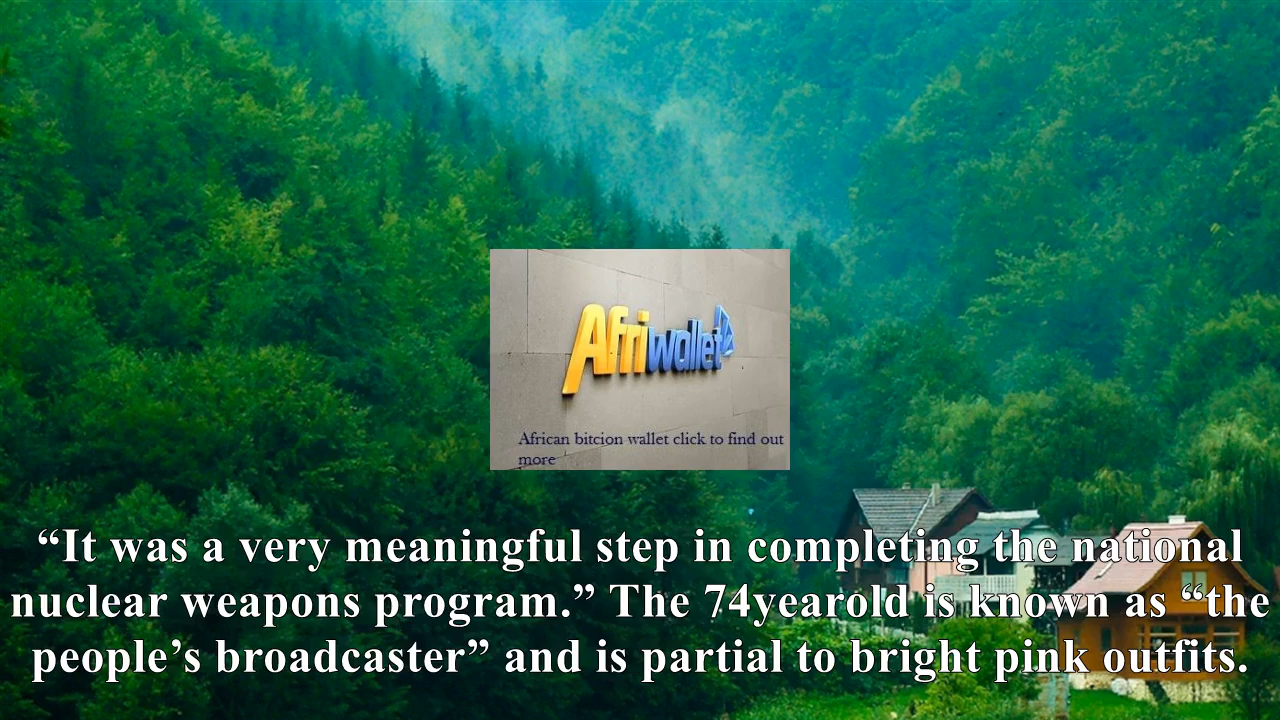 Afriwallet
African bitcion wallet click to find out
more
“It was a very meaningful step in completing the national
nuclear weapons program.” The 74yearold is known as “the
people’s broadcaster” and is partial to bright pink outfits.